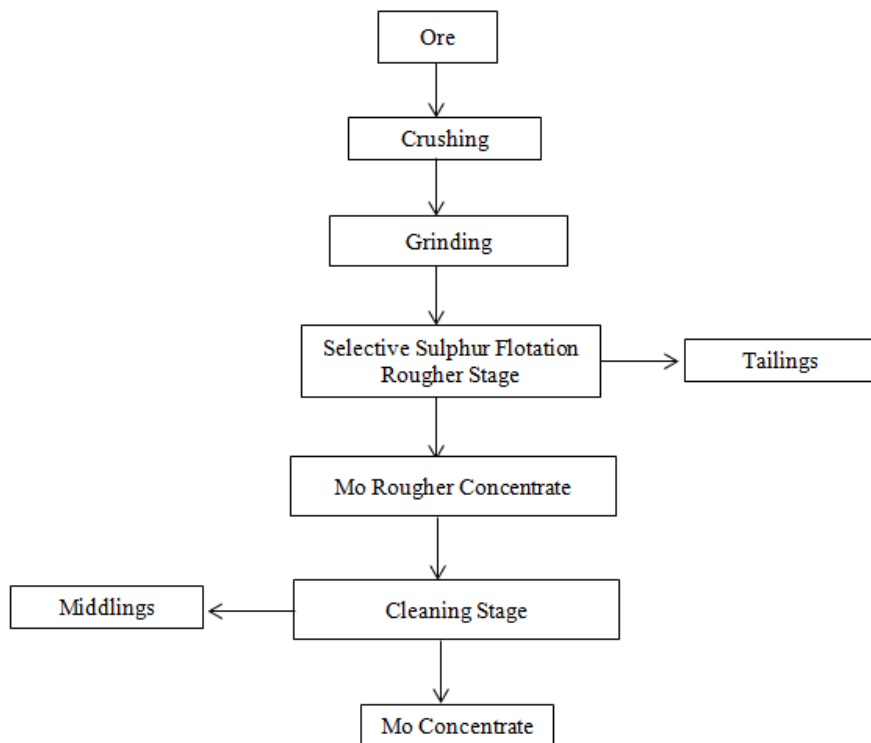 Ore
Crushing
Grinding
Selective Sulphur Flotation
Rougher Stage
Tailings
Mo Rougher Concentrate
Middlings
Cleaning Stage
Mo Concentrate